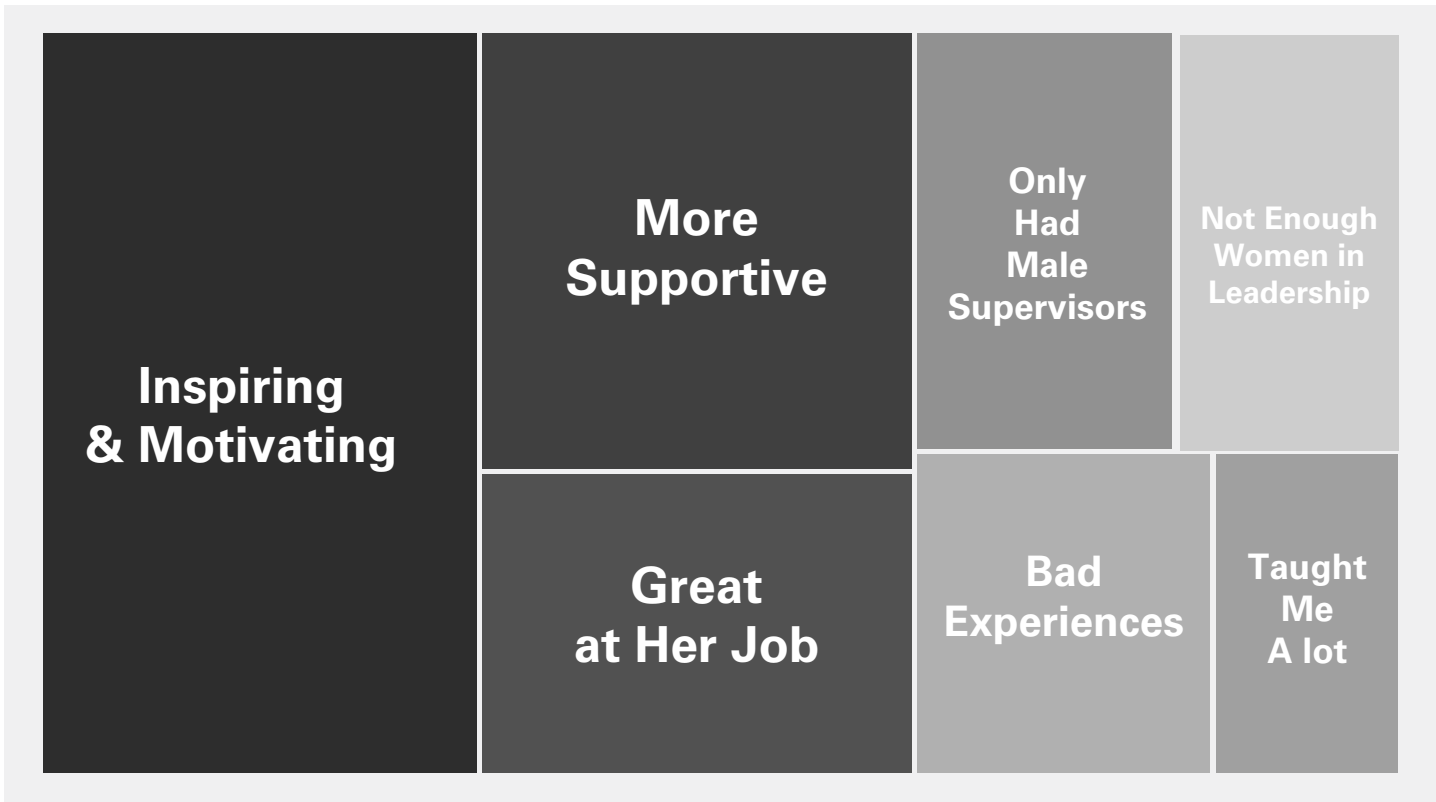 Inspiring
& Motivating
More
Supportive
Great
at Her Job
Only
Had
Male
Supervisors
Not Enough
Women in
Leadership
Bad
Experiences
Taught
Me
A lot